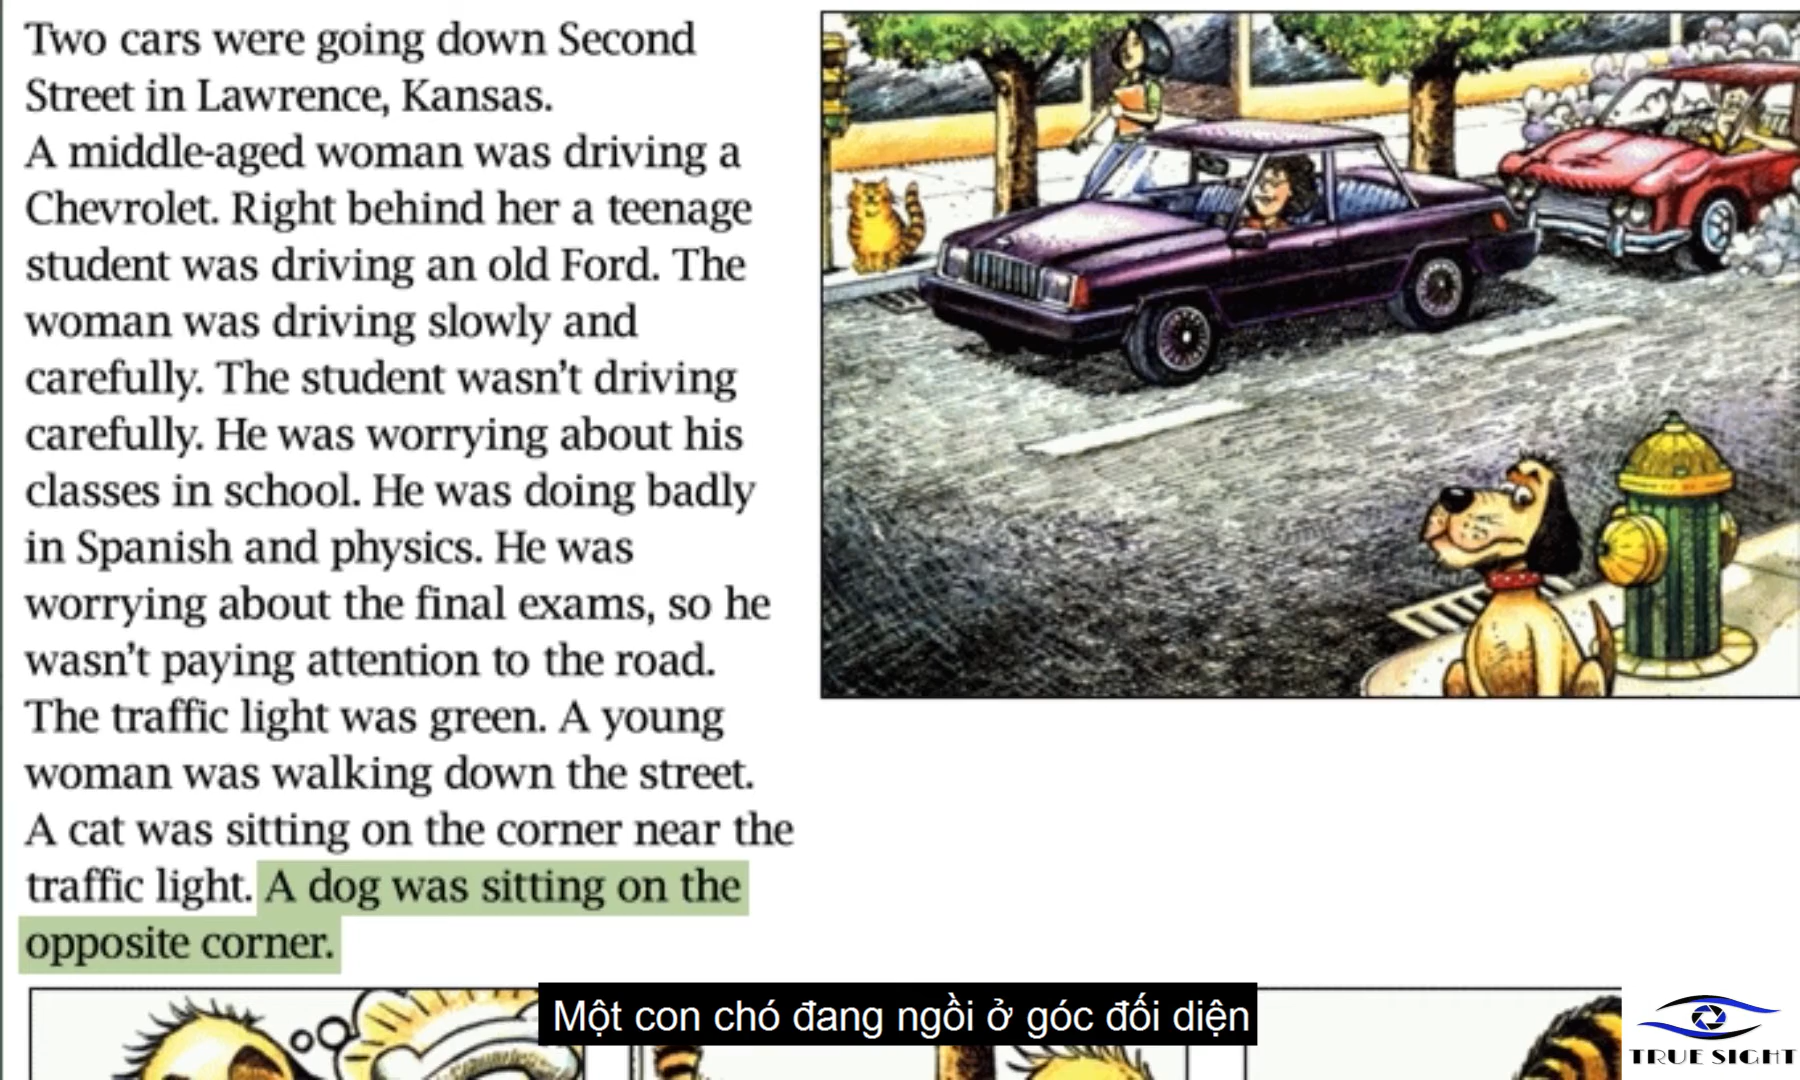 Two cars were going down Second
Street in Lawrence, Kansas.
A middle-aged woman was driving a
Chevrolet. Right behind her a teenage
student was driving an old Ford. The
woman was driving slowly and
carefully. The student wasn't driving
carefully. He was worrying about his
classes in school. He was doing badly
in Spanish and physics. He was
worrying about the final exams, so he
wasn't paying attention to the road.
The traffic light was green. A young
woman was walking down the street.
A cat was sitting on the corner near the
traffic light. A dog was sitting on the
opposite corner.
Một con chó đang ngồi ở góc đối diện
TRUE SIGHT